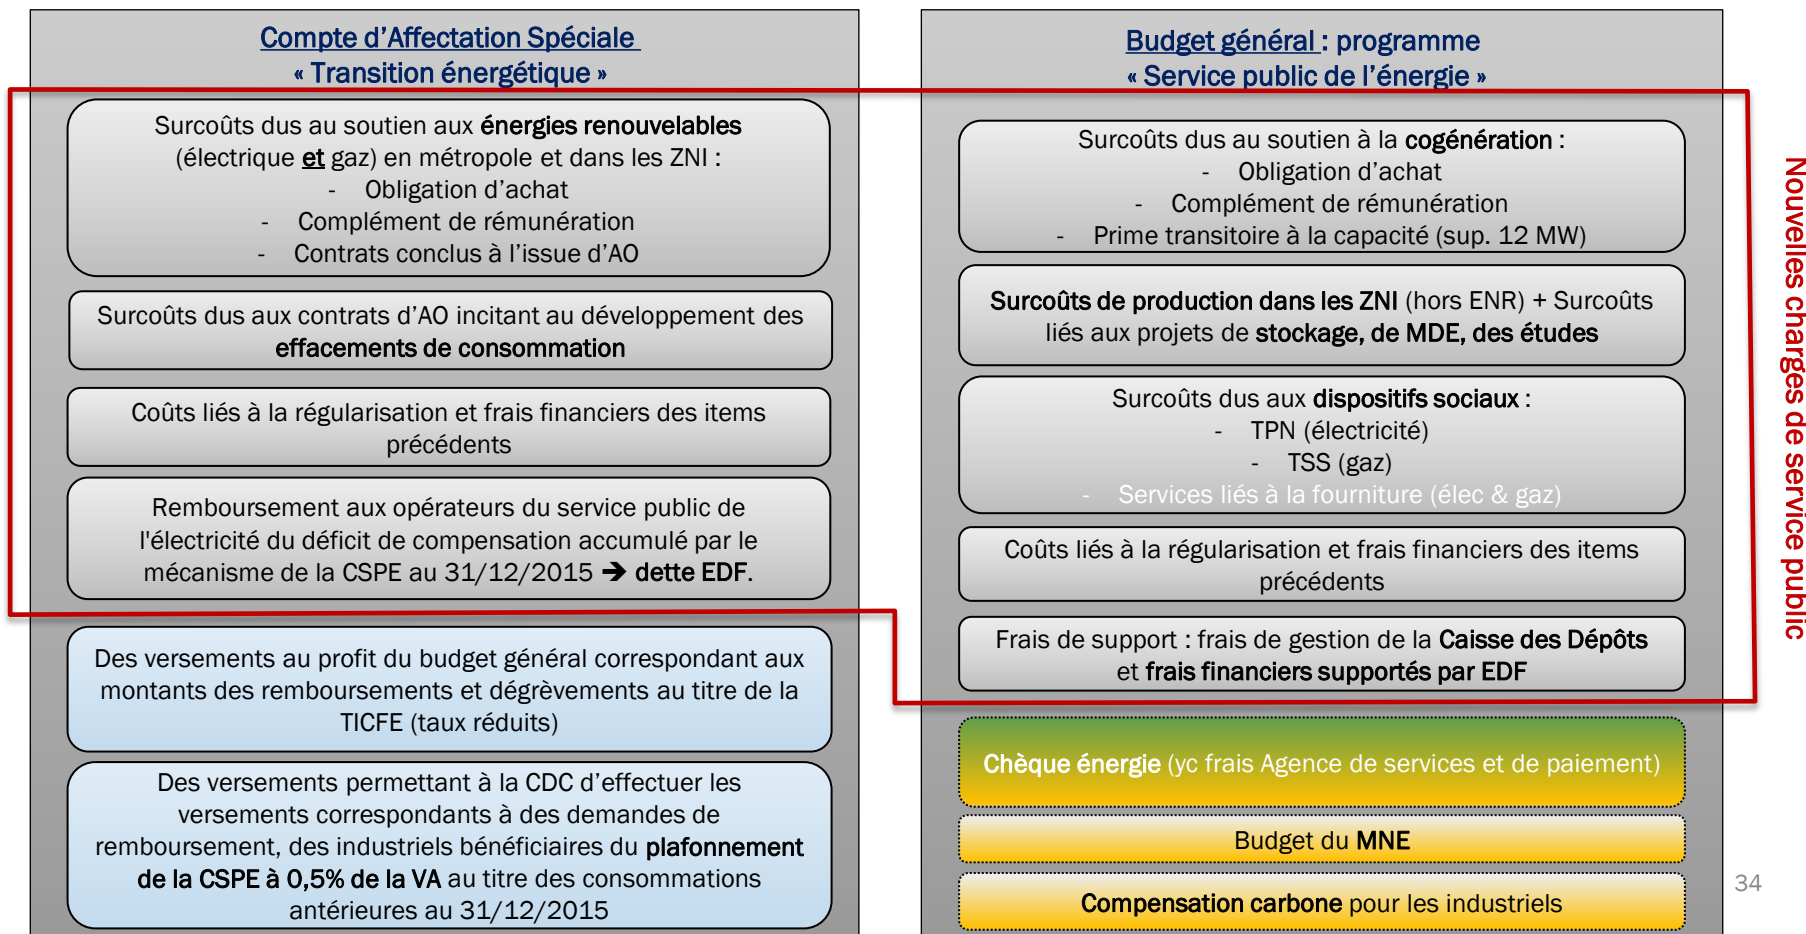 Compte d’Affectation Spéciale
« Transition énergétique »
Surcoûts dus au soutien aux énergies renouvelables
(électrique et gaz) en métropole et dans les ZNI :
- Obligation d’achat
- Complément de rémunération
- Contrats conclus à l’issue d’AO
Surcoûts dus aux contrats d’AO incitant au développement des
effacements de consommation
Coûts liés à la régularisation et frais financiers des items
précédents
Remboursement aux opérateurs du service public de
l'électricité du déficit de compensation accumulé par le
mécanisme de la CSPE au 31/12/2015 ➔ dette EDF.
Des versements au profit du budget général correspondant aux
montants des remboursements et dégrèvements au titre de la
TICFE (taux réduits)
Des versements permettant à la CDC d’effectuer les
versements correspondants à des demandes de
remboursement, des industriels bénéficiaires du plafonnement
de la CSPE à 0,5% de la VA au titre des consommations
antérieures au 31/12/2015
Budget général : programme
« Service public de l’énergie »
Surcoûts dus au soutien à la cogénération :
- Obligation d’achat
- Complément de rémunération
- Prime transitoire à la capacité (sup. 12 MW)
Surcoûts de production dans les ZNI (hors ENR) + Surcoûts
liés aux projets de stockage, de MDE, des études
Surcoûts dus aux dispositifs sociaux :
- TPN (électricité)
- TSS (gaz)
- Services liés à la fourniture (élec & gaz)
Coûts liés à la régularisation et frais financiers des items
précédents
Frais de support : frais de gestion de la Caisse des Dépôts
et frais financiers supportés par EDF
Chèque énergie (yc frais Agence de services et de paiement)
Budget du MNE
Compensation carbone pour les industriels
Nouvelles charges de service public
34